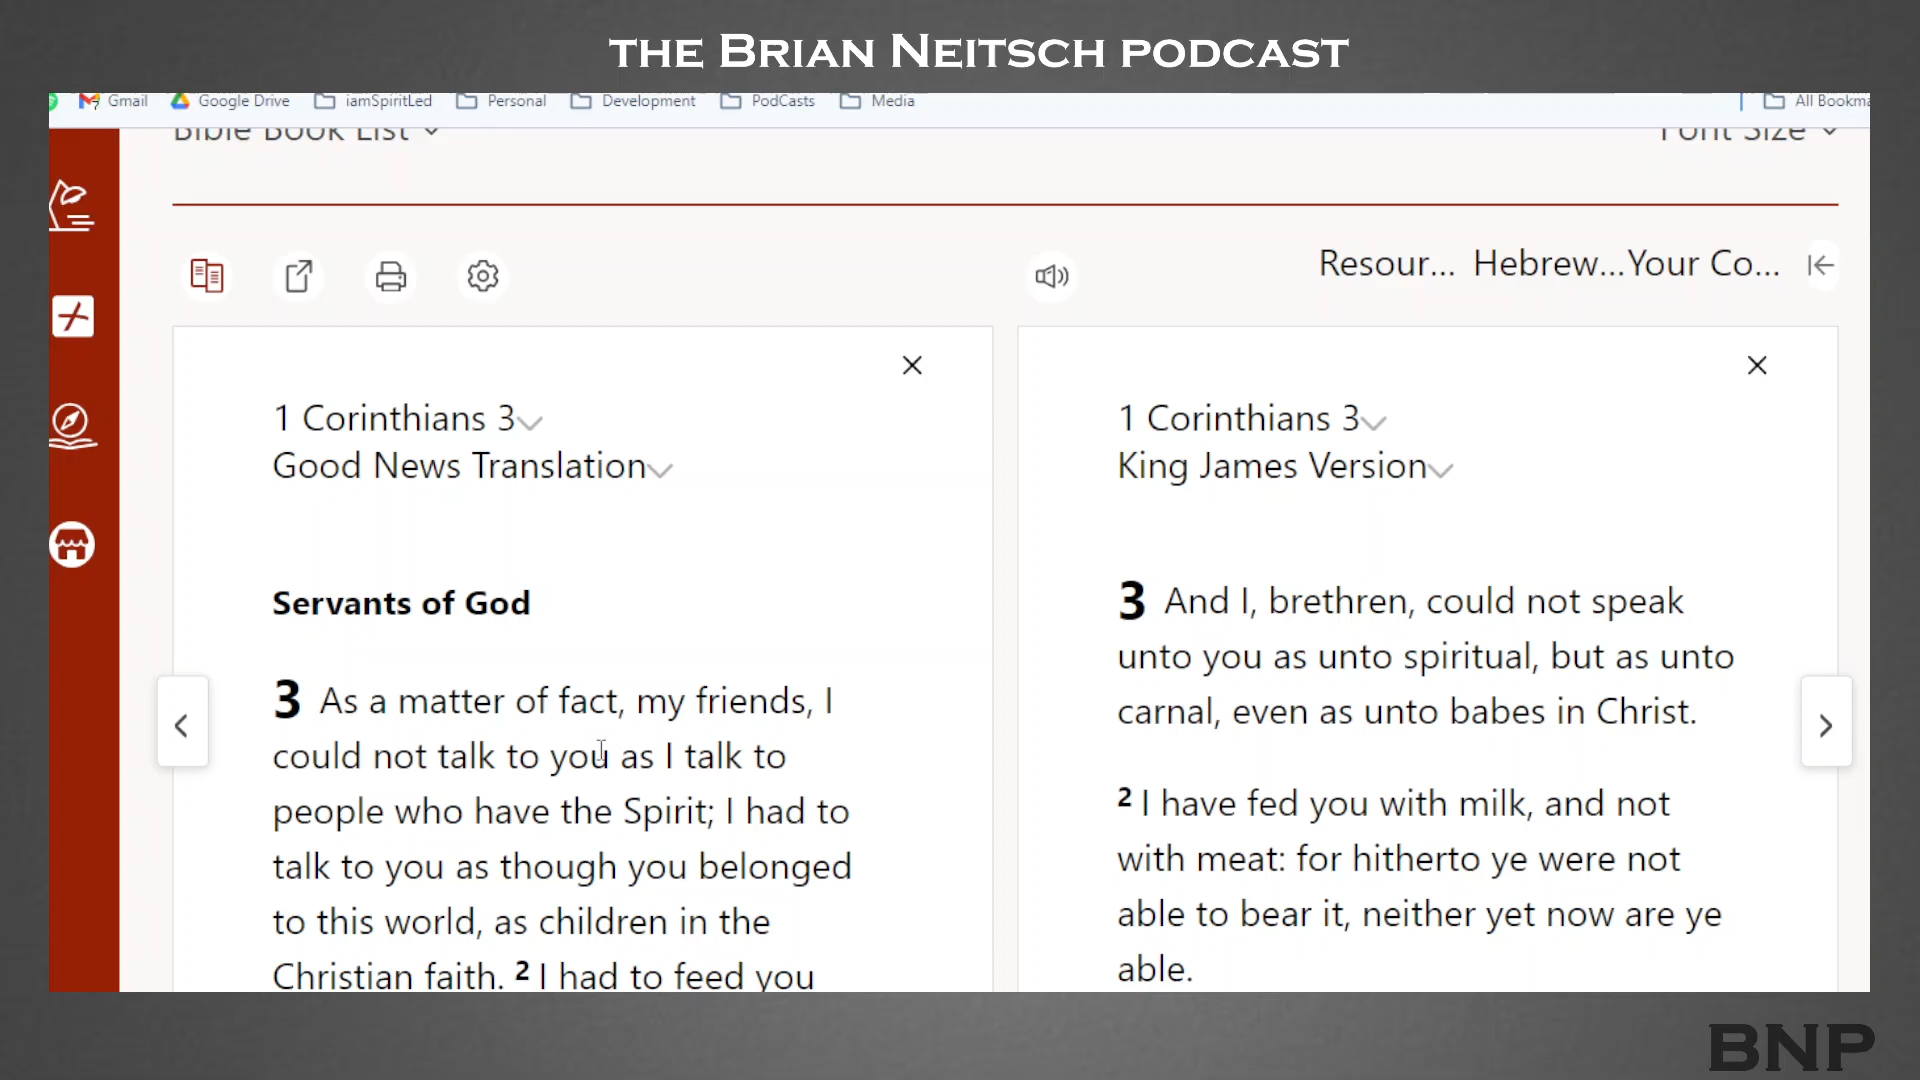 THE BRIAN NEITSCH PODCAST
Gmail Google Drive iamSpiritLed Personal Development PodCasts Media All Bookma
Bible Book List Font Size
Resour... Hebrew... Your Co...
1 Corinthians 3
Good News Translation
Servants of God
3 As a matter of fact, my friends, I
could not talk to you as I talk to
people who have the Spirit; I had to
talk to you as though you belonged
to this world, as children in the
Christian faith. 2 I had to feed you
1 Corinthians 3
King James Version
3 And I, brethren, could not speak
unto you as unto spiritual, but as unto
carnal, even as unto babes in Christ.
2 I have fed you with milk, and not
with meat: for hitherto ye were not
able to bear it, neither yet now are ye
able.
BNP